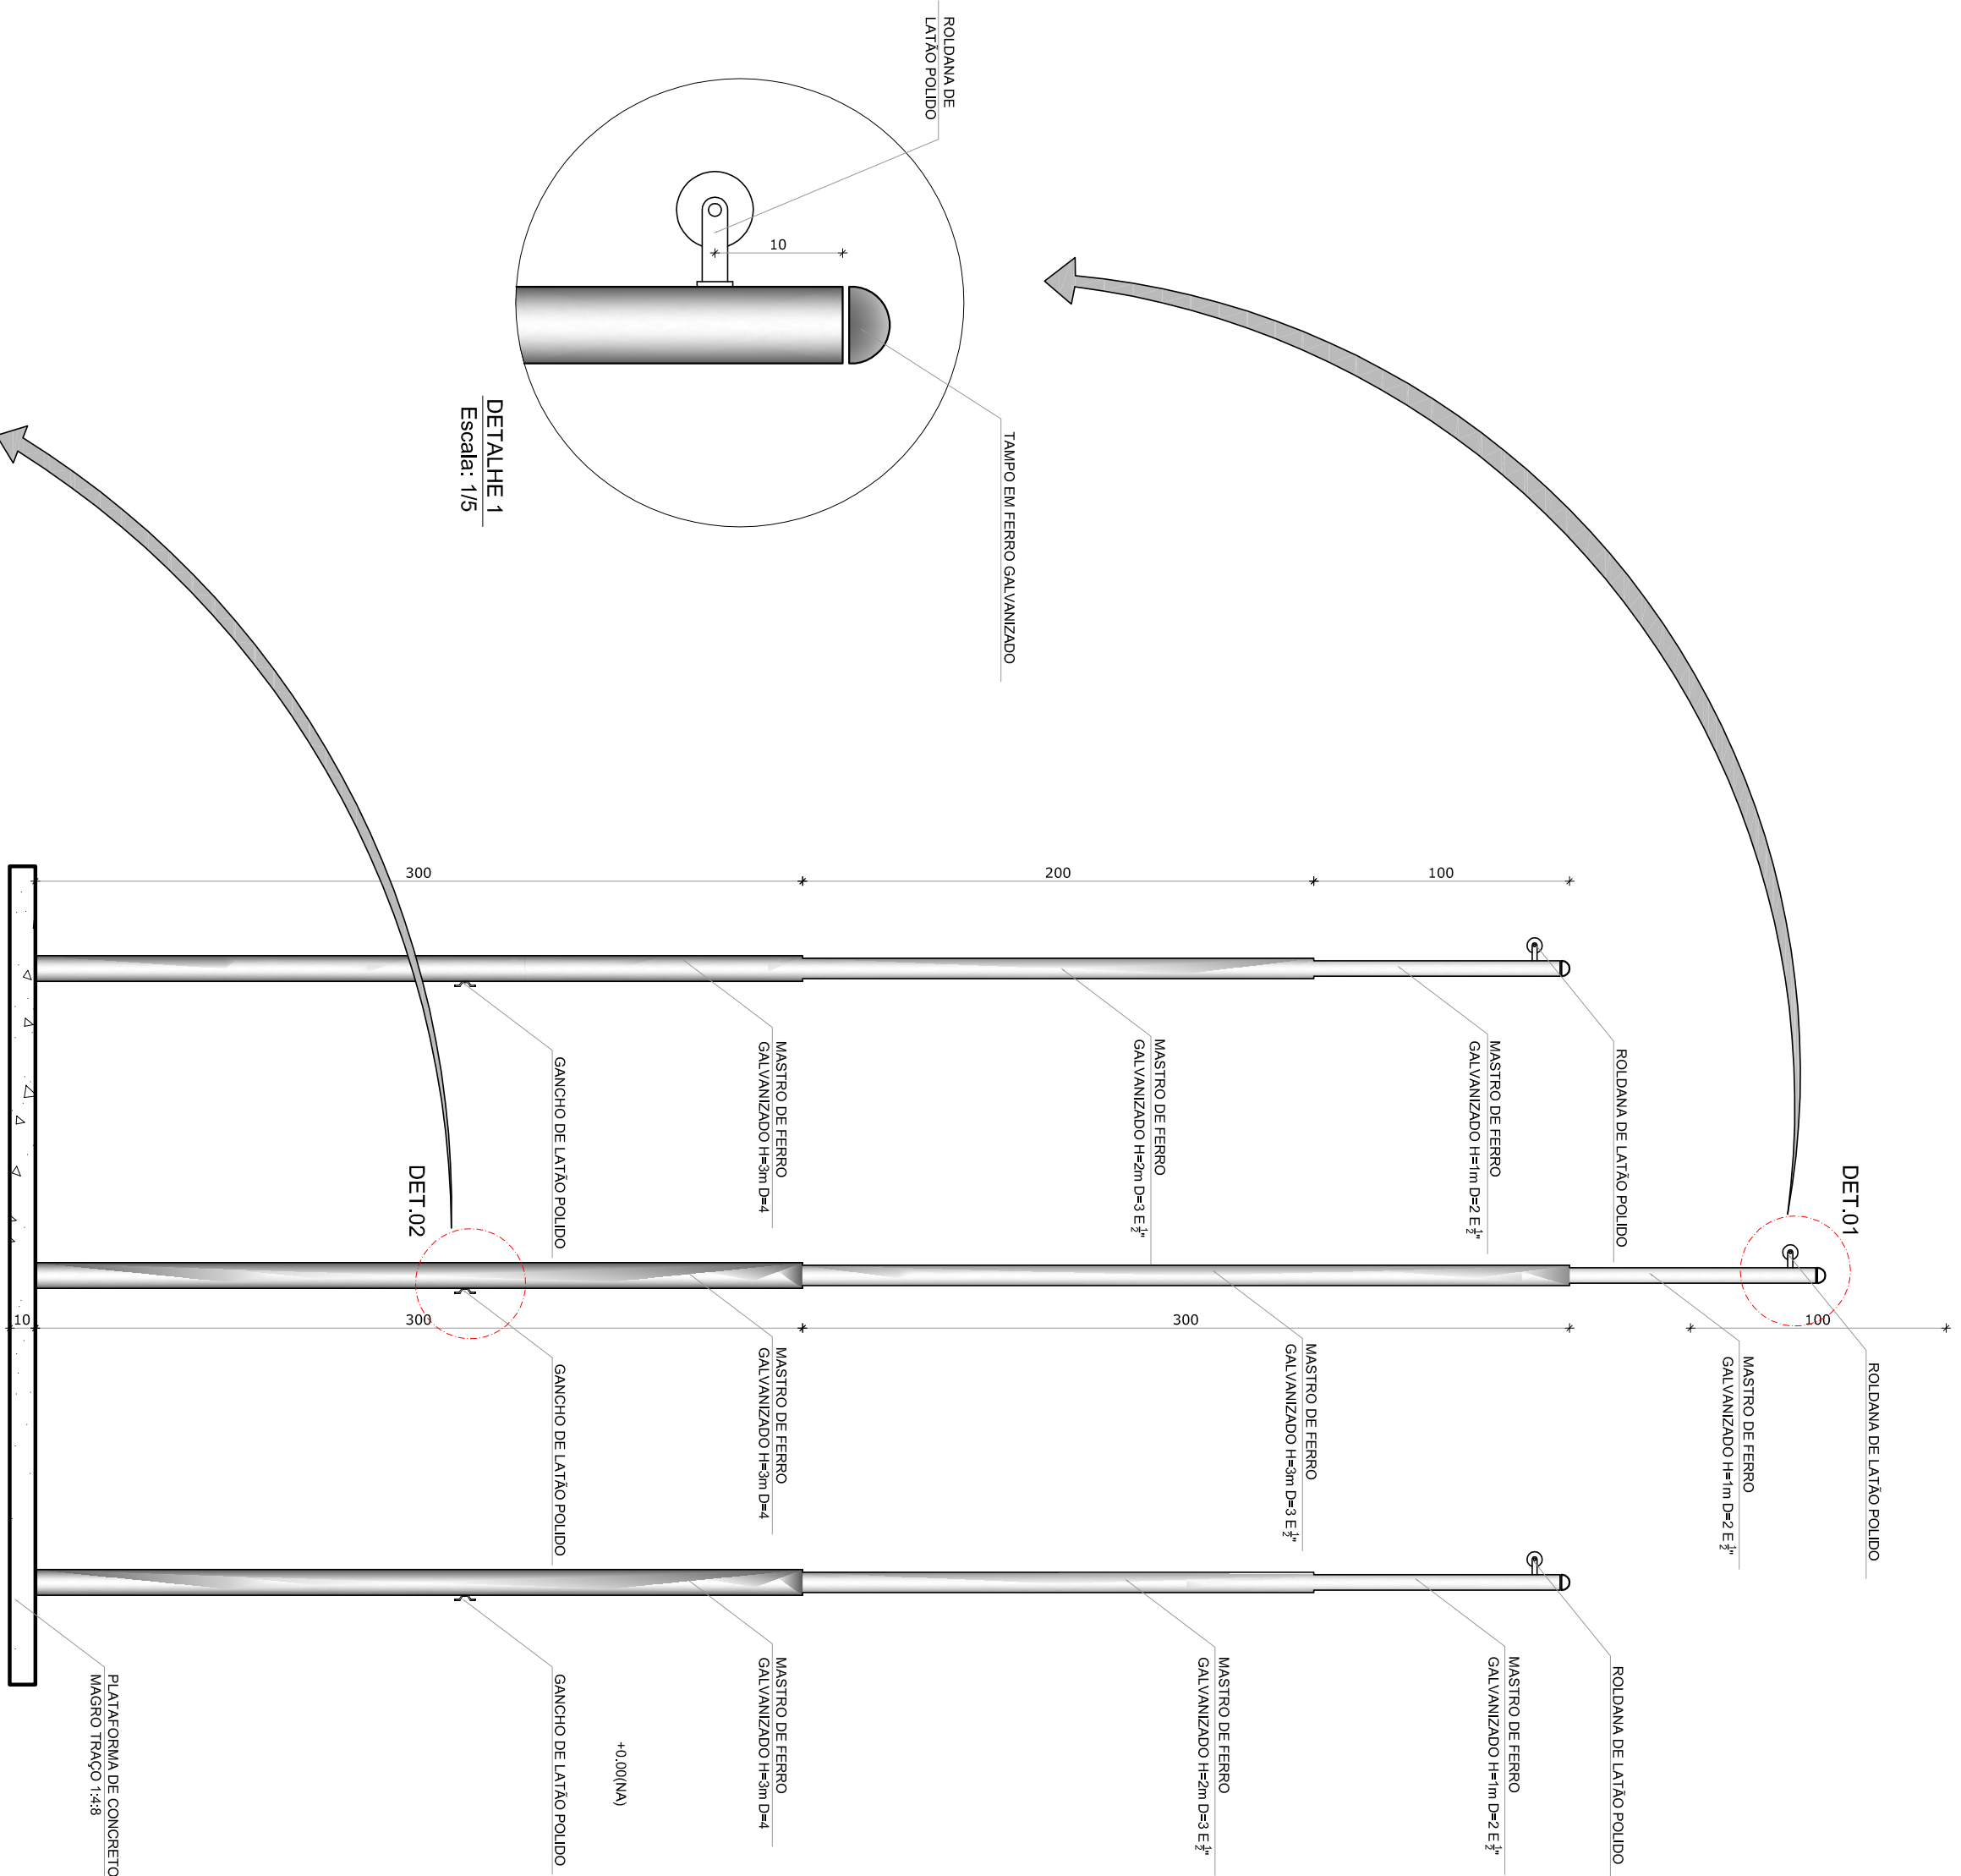 ROLDANA DE
LATÃO POLIDO
10
TAMPO EM FERRO GALVANIZADO
DETALHE 1
Escala: 1/5
DET.01
ROLDANA DE LATÃO POLIDO
MASTRO DE FERRO
GALVANIZADO H=1m D=2 E 1/2"
100
ROLDANA DE LATÃO POLIDO
MASTRO DE FERRO
GALVANIZADO H=1m D=2 E 1/2"
100
MASTRO DE FERRO
GALVANIZADO H=2m D=3 E 1/2"
200
MASTRO DE FERRO
GALVANIZADO H=3m D=4
300
GANCHO DE LATÃO POLIDO
MASTRO DE FERRO
GALVANIZADO H=3m D=3 E 1/2"
300
MASTRO DE FERRO
GALVANIZADO H=3m D=4
300
GANCHO DE LATÃO POLIDO
DET.02
10
ROLDANA DE LATÃO POLIDO
MASTRO DE FERRO
GALVANIZADO H=1m D=2 E 1/2"
MASTRO DE FERRO
GALVANIZADO H=2m D=3 E 1/2"
MASTRO DE FERRO
GALVANIZADO H=3m D=4
+0.00(NA)
GANCHO DE LATÃO POLIDO
PLATAFORMA DE CONCRETO
MAGRO TRAÇO 1:4:8